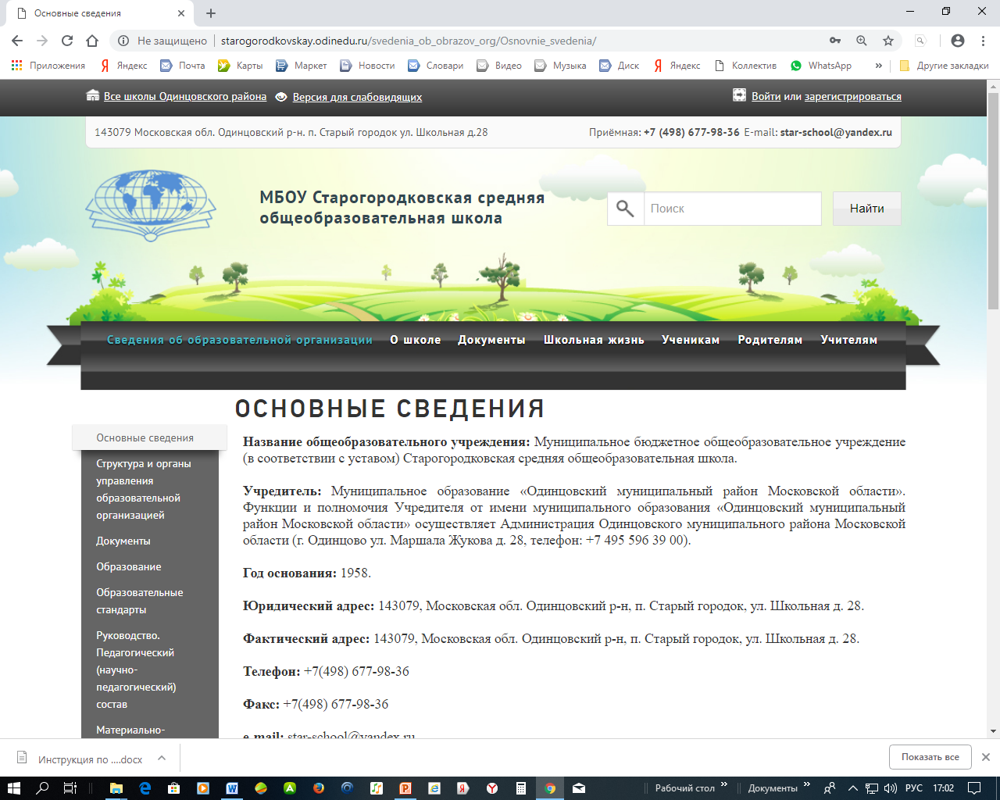 Основные сведения
Не защищено
starogorodkovskay.odinedu.ru/svedenia_ob_obrazov_org/Osnovnie_svedenia/
Приложения Яндекс Почта Карты Маркет Новости Словари Видео Музыка Диск Яндекс Коллектив WhatsApp » Другие закладки
Все школы Одинцовского района Версия для слабовидящих Войти или зарегистрироваться
143079 Московская обл. Одинцовский р-н. п. Старый городок ул. Школьная д.28 Приёмная: +7 (498) 677-98-36 E-mail: star-school@yandex.ru
МБОУ Старогородковская средняя
общеобразовательная школа
Поиск Найти
Сведения об образовательной организации О школе Документы Школьная жизнь Ученикам Родителям Учителям
ОСНОВНЫЕ СВЕДЕНИЯ
Основные сведения
Структура и органы
управления
образовательной
организацией
Документы
Образование
Образовательные
стандарты
Руководство.
Педагогический
(научно-
педагогический)
состав
Материально-
Название общеобразовательного учреждения: Муниципальное бюджетное общеобразовательное учреждение
(в соответствии с уставом) Старогородковская средняя общеобразовательная школа.
Учредитель: Муниципальное образование «Одинцовский муниципальный район Московской области».
Функции и полномочия Учредителя от имени муниципального образования «Одинцовский муниципальный
район Московской области» осуществляет Администрация Одинцовского муниципального района Московской
области (г. Одинцово ул. Маршала Жукова д. 28, телефон: +7 495 596 39 00).
Год основания: 1958.
Юридический адрес: 143079, Московская обл. Одинцовский р-н, п. Старый городок, ул. Школьная д. 28.
Фактический адрес: 143079, Московская обл. Одинцовский р-н, п. Старый городок, ул. Школьная д. 28.
Телефон: +7(498) 677-98-36
Факс: +7(498) 677-98-36
e-mail: star-school@yandex.ru
Инструкция по ....docx Показать все
Рабочий стол » Документы » РУС 17:02